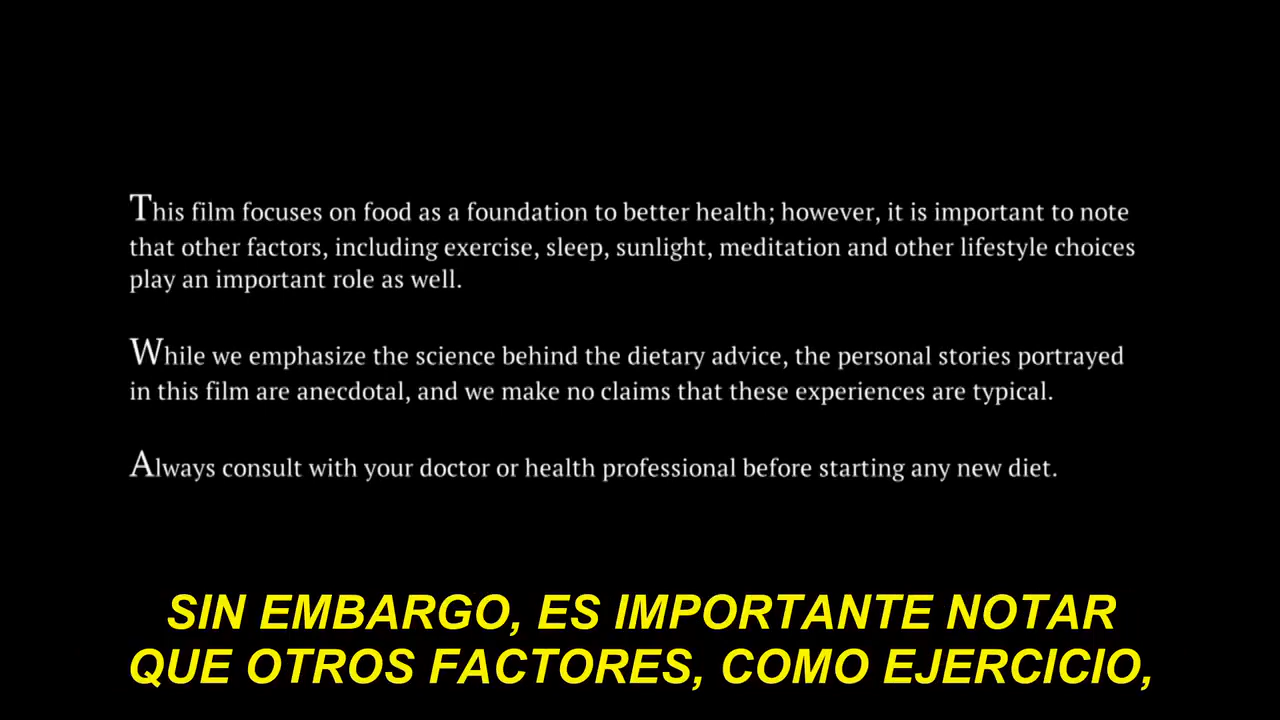 This film focuses on food as a foundation to better health; however, it is important to note
that other factors, including exercise, sleep, sunlight, meditation and other lifestyle choices
play an important role as well.
While we emphasize the science behind the dietary advice, the personal stories portrayed
in this film are anecdotal, and we make no claims that these experiences are typical.
Always consult with your doctor or health professional before starting any new diet.
SIN EMBARGO, ES IMPORTANTE NOTAR
QUE OTROS FACTORES, COMO EJERCICIO,